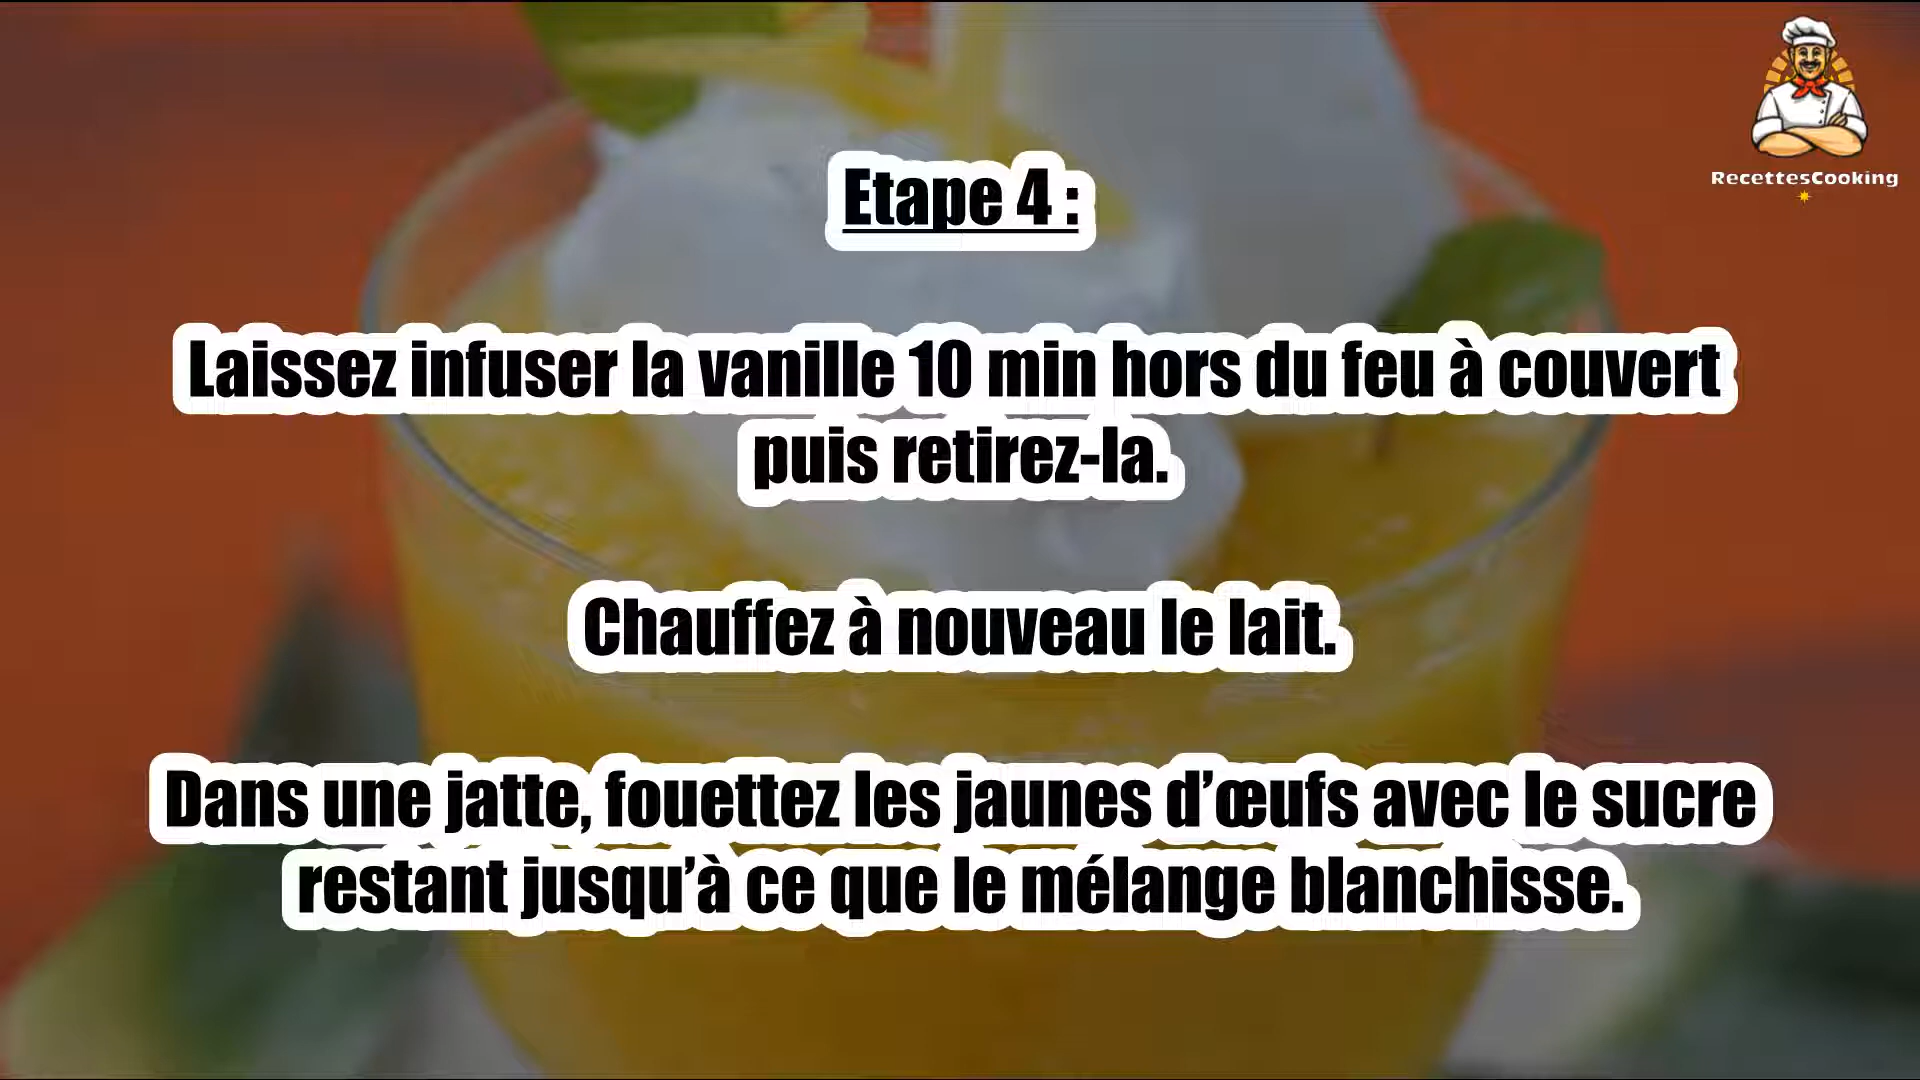 RecettesCooking
Etape 4 :
Laissez infuser la vanille 10 min hors du feu à couvert
puis retirez-la.
Chauffez à nouveau le lait.
Dans une jatte, fouettez les jaunes d’œufs avec le sucre
restant jusqu’à ce que le mélange blanchisse.